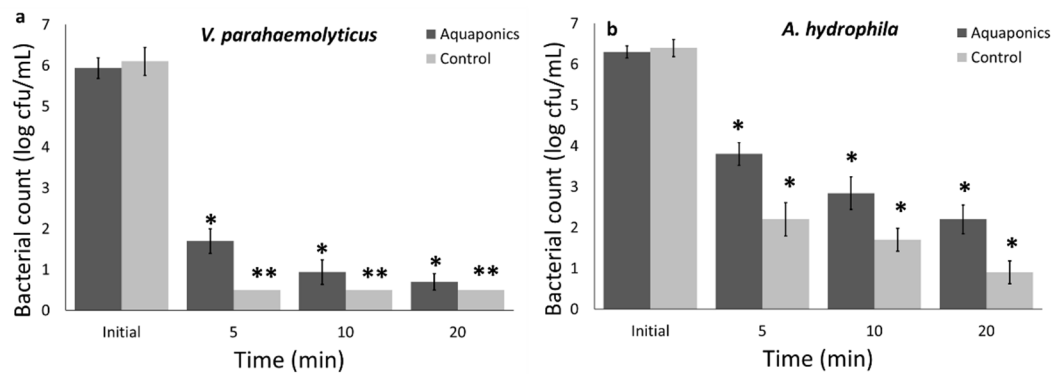 a
V. parahaemolyticus
Aquaponics
Control
Bacterial count (log cfu/mL)
7
6
5
4
3
2
1
0
*
**
*
**
*
**
Initial
5
10
20
Time (min)
b
A. hydrophila
Aquaponics
Control
Bacterial count (log cfu/mL)
7
6
5
4
3
2
1
0
*
*
*
*
*
*
Initial
5
10
20
Time (min)